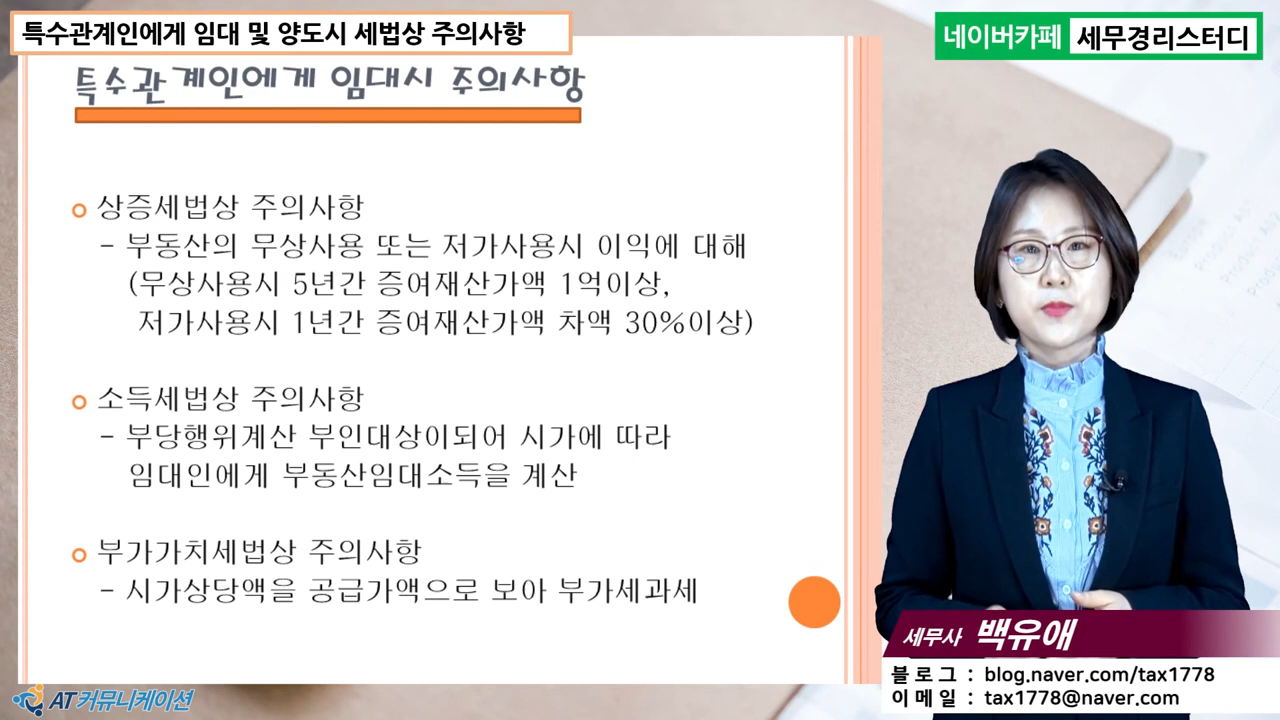 특수관계인에게 임대 및 양도시 세법상 주의사항
네이버카페 세무경리스터디
특수관계인에게 임대시 주의사항
상증세법상 주의사항
- 부동산의 무상사용 또는 저가사용시 이익에 대해
(무상사용시 5년간 증여재산가액 1억이상,
저가사용시 1년간 증여재산가액 차액 30%이상)
소득세법상 주의사항
- 부당행위계산 부인대상이되어 시가에 따라
임대인에게 부동산임대소득을 계산
부가가치세법상 주의사항
- 시가상당액을 공급가액으로 보아 부가세과세
세무사 백유애
블로그 : blog.naver.com/tax1778
이메일 : tax1778@naver.com
AT커뮤니케이션